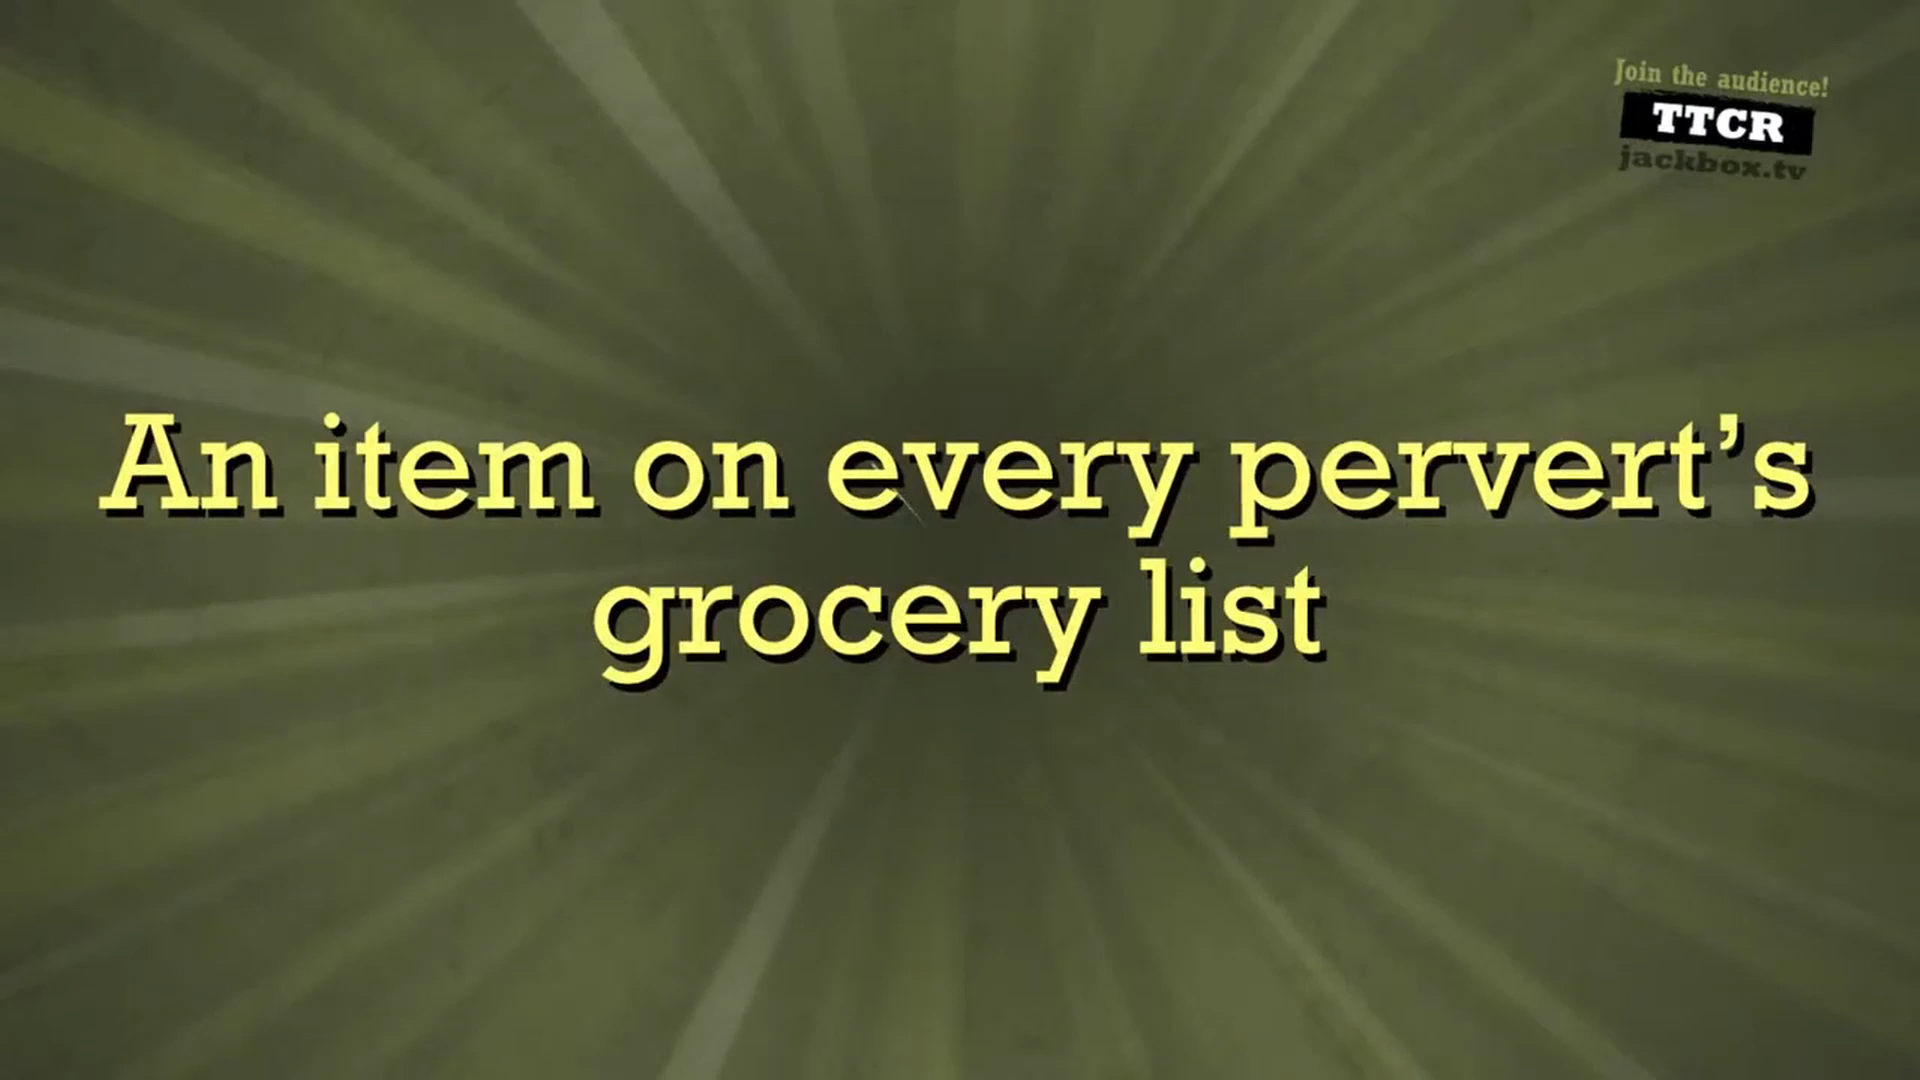 Join the audience!
TTCR
jackbox.tv
An item on every pervert’s
grocery list